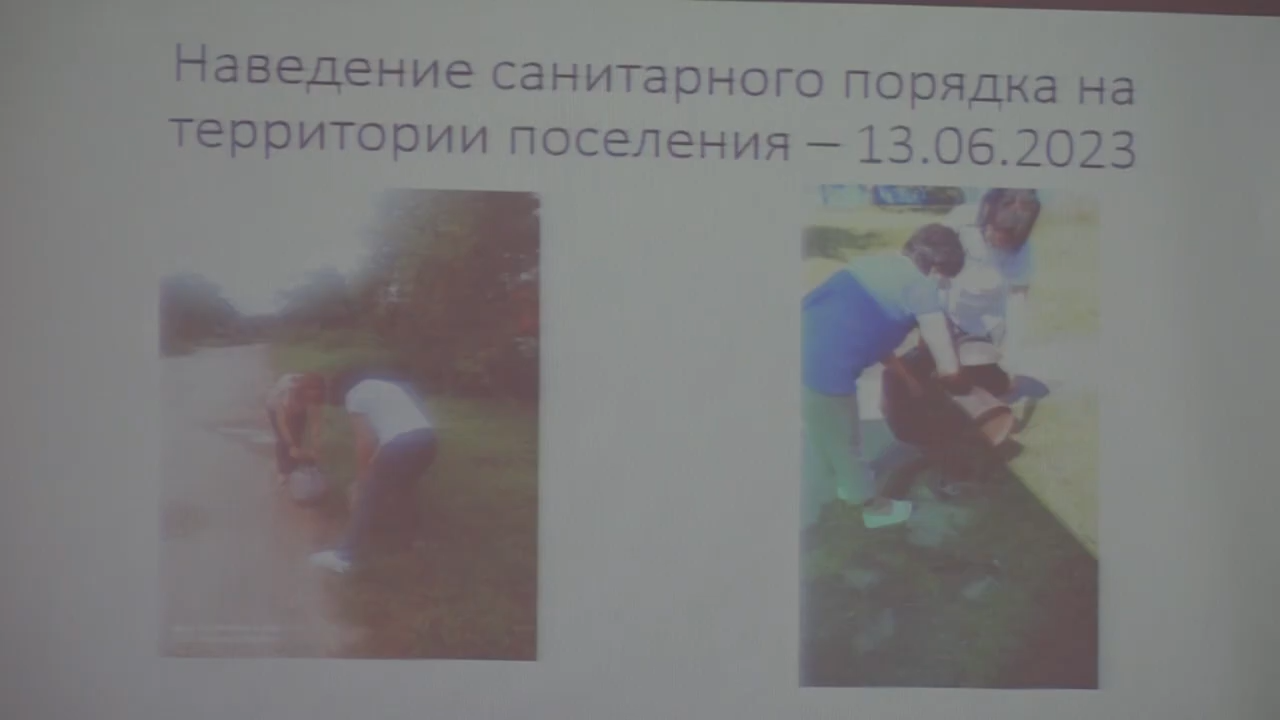 Наведение санитарного порядка на
территории поселения – 13.06.2023